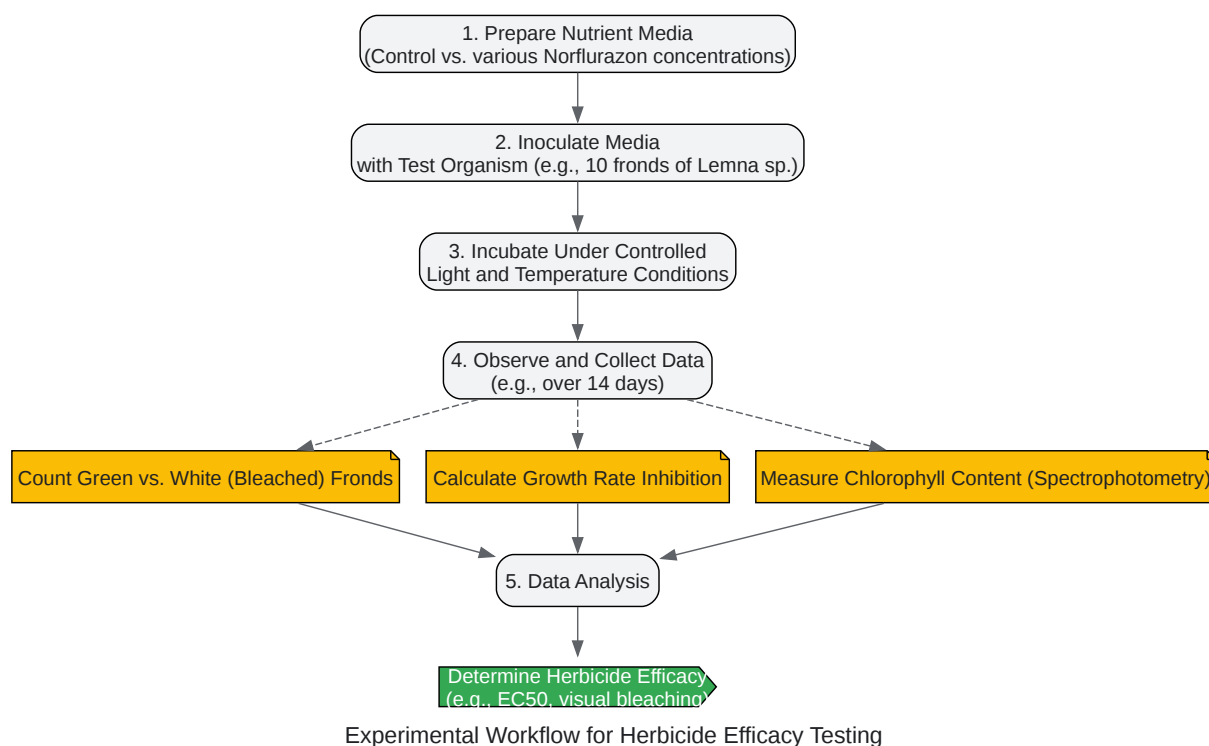 1. Prepare Nutrient Media
(Control vs. various Norflurazon concentrations)
2. Inoculate Media
with Test Organism (e.g., 10 fronds of Lemna sp.)
3. Incubate Under Controlled
Light and Temperature Conditions
4. Observe and Collect Data
(e.g., over 14 days)
Count Green vs. White (Bleached) Fronds
Calculate Growth Rate Inhibition
Measure Chlorophyll Content (Spectrophotometry)
5. Data Analysis
Determine Herbicide Efficacy
(e.g., EC50, visual bleaching)
Experimental Workflow for Herbicide Efficacy Testing